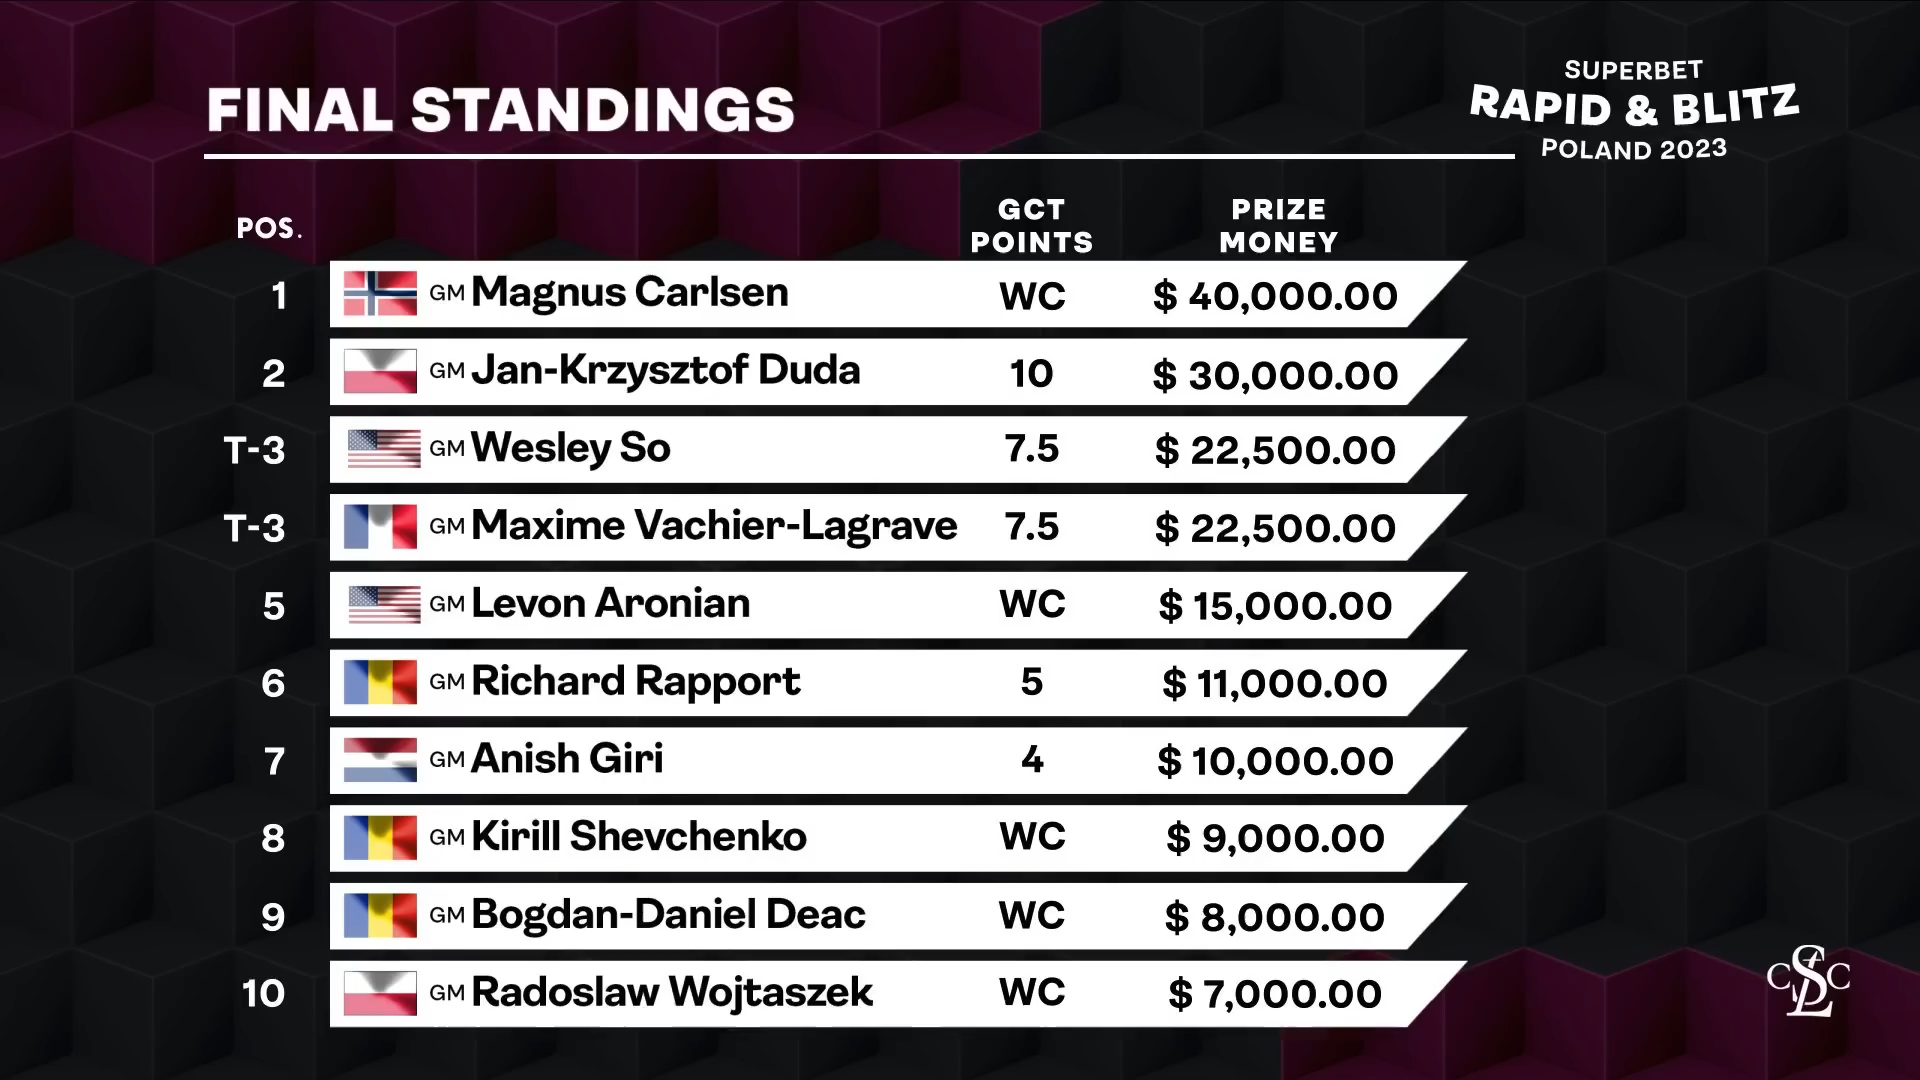 FINAL STANDINGS
SUPERBET
RAPID & BLITZ
POLAND 2023
POS. GCT POINTS PRIZE MONEY
1 GM Magnus Carlsen WC $ 40,000.00
2 GM Jan-Krzysztof Duda 10 $ 30,000.00
T-3 GM Wesley So 7.5 $ 22,500.00
T-3 GM Maxime Vachier-Lagrave 7.5 $ 22,500.00
5 GM Levon Aronian WC $ 15,000.00
6 GM Richard Rapport 5 $ 11,000.00
7 GM Anish Giri 4 $ 10,000.00
8 GM Kirill Shevchenko WC $ 9,000.00
9 GM Bogdan-Daniel Deac WC $ 8,000.00
10 GM Radoslaw Wojtaszek WC $ 7,000.00
STLCC